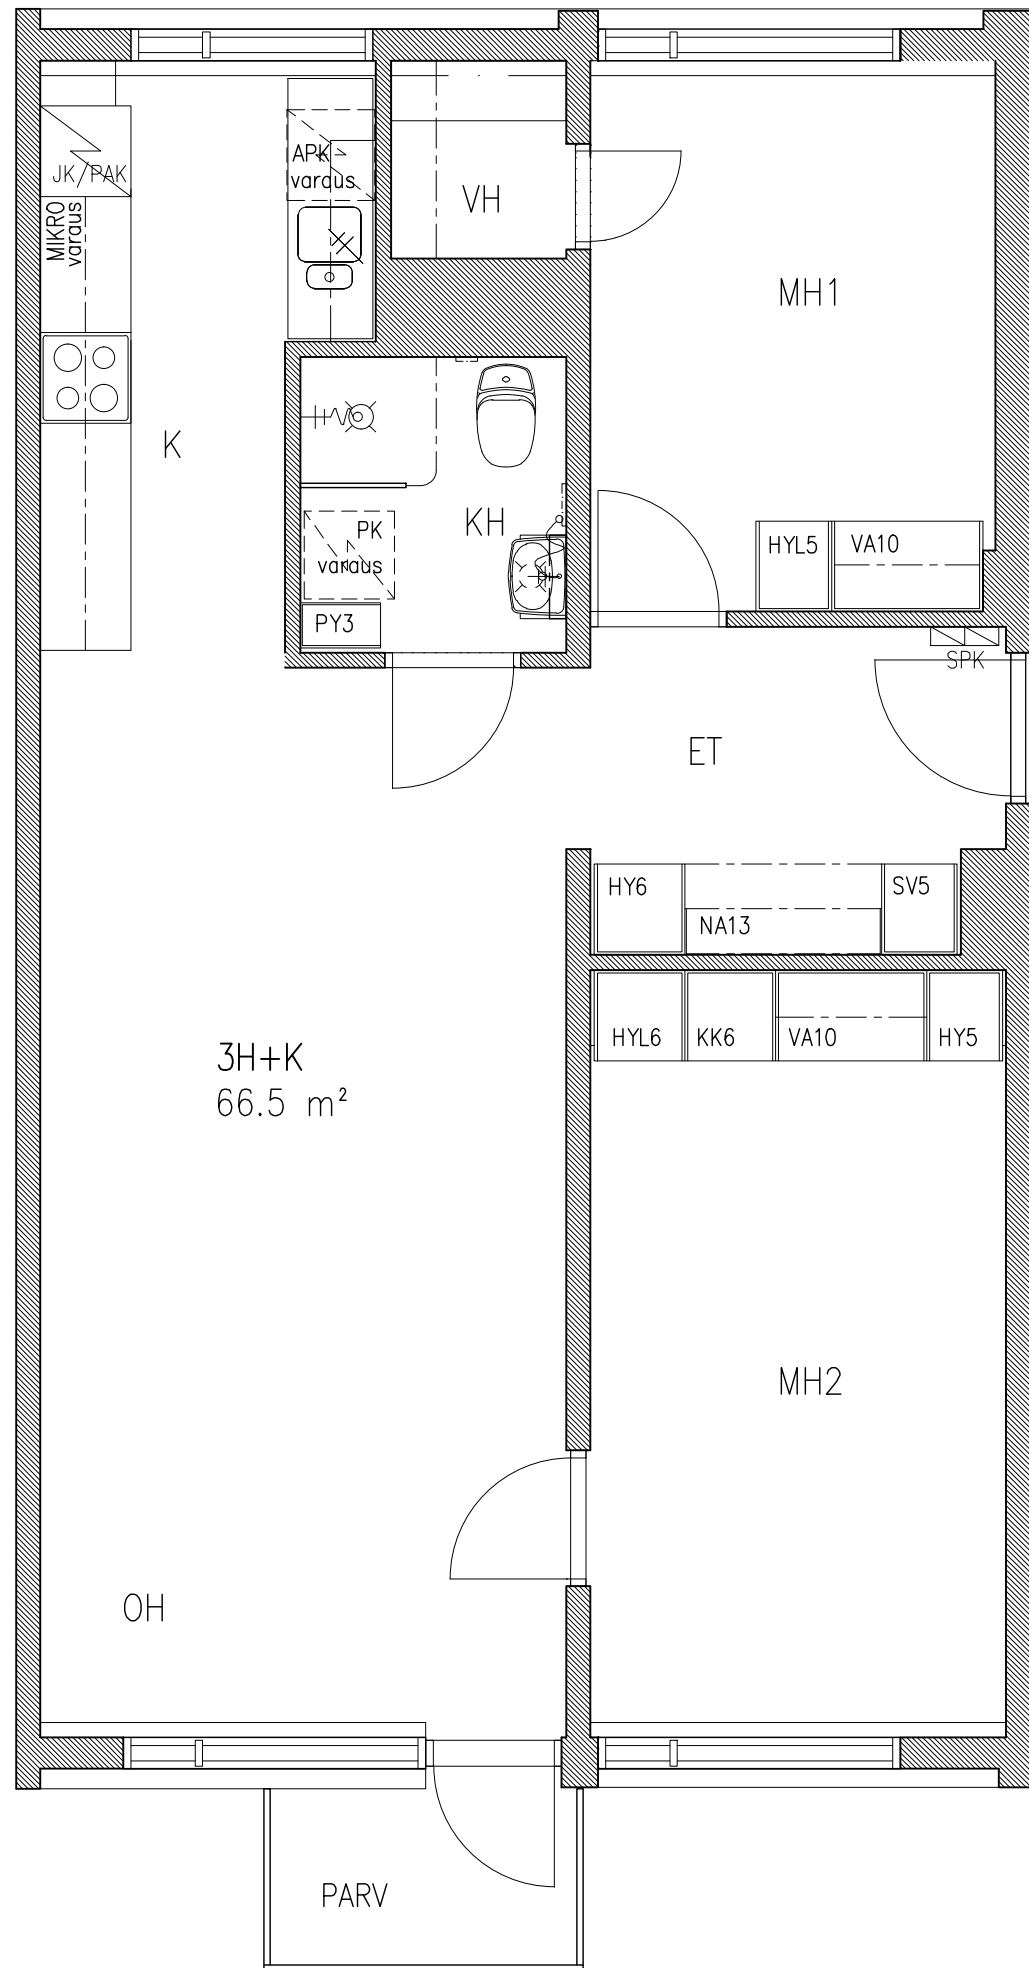 JK/PAK
APK
varaus
MIKRO
varaus
VH
MH1
K
KH
PK
varaus
PY3
HYL5
VA10
SPK
ET
HY6
NA13
SV5
HYL6
KK6
VA10
HY5
3H+K
66.5 m²
MH2
OH
PARV